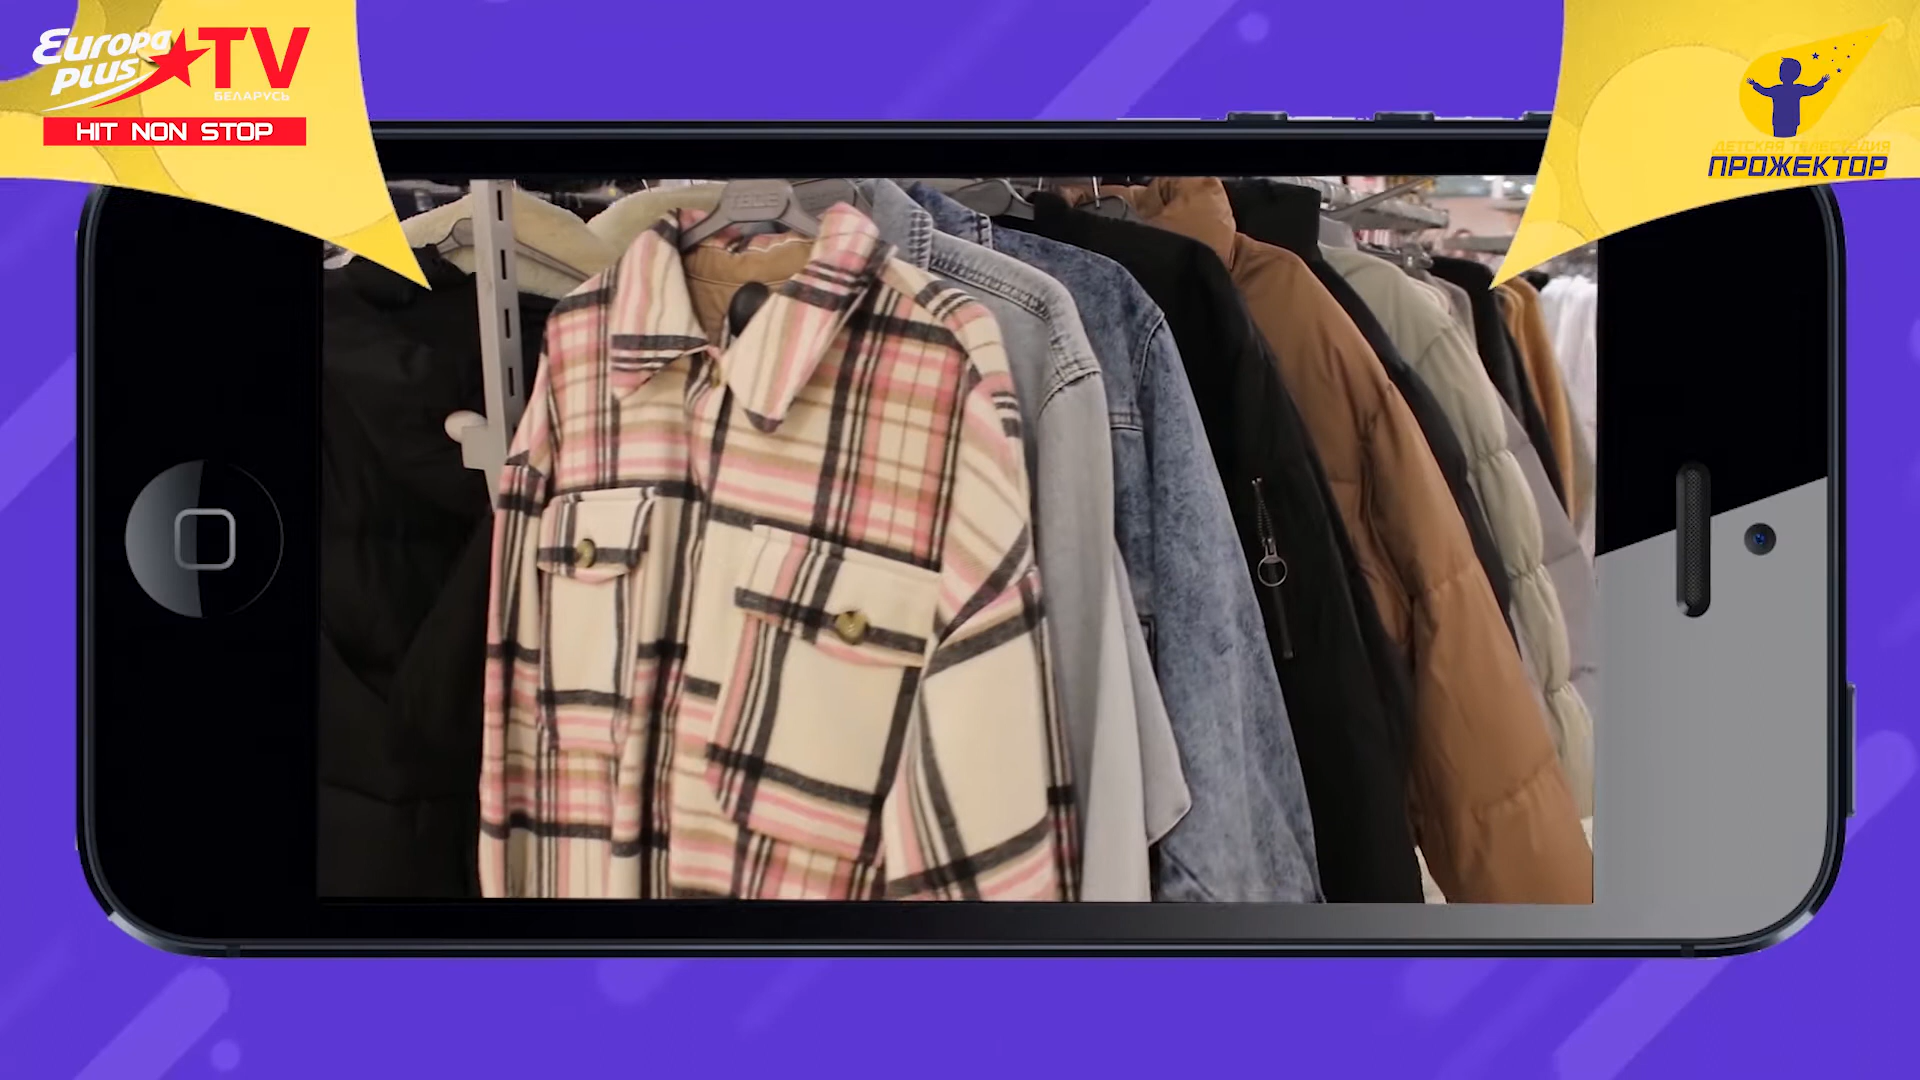 Europa
plus TV
БЕЛАРУСЬ
HIT NON STOP
ДЕТСКАЯ ТЕЛЕСТУДИЯ
ПРОЖЕКТОР